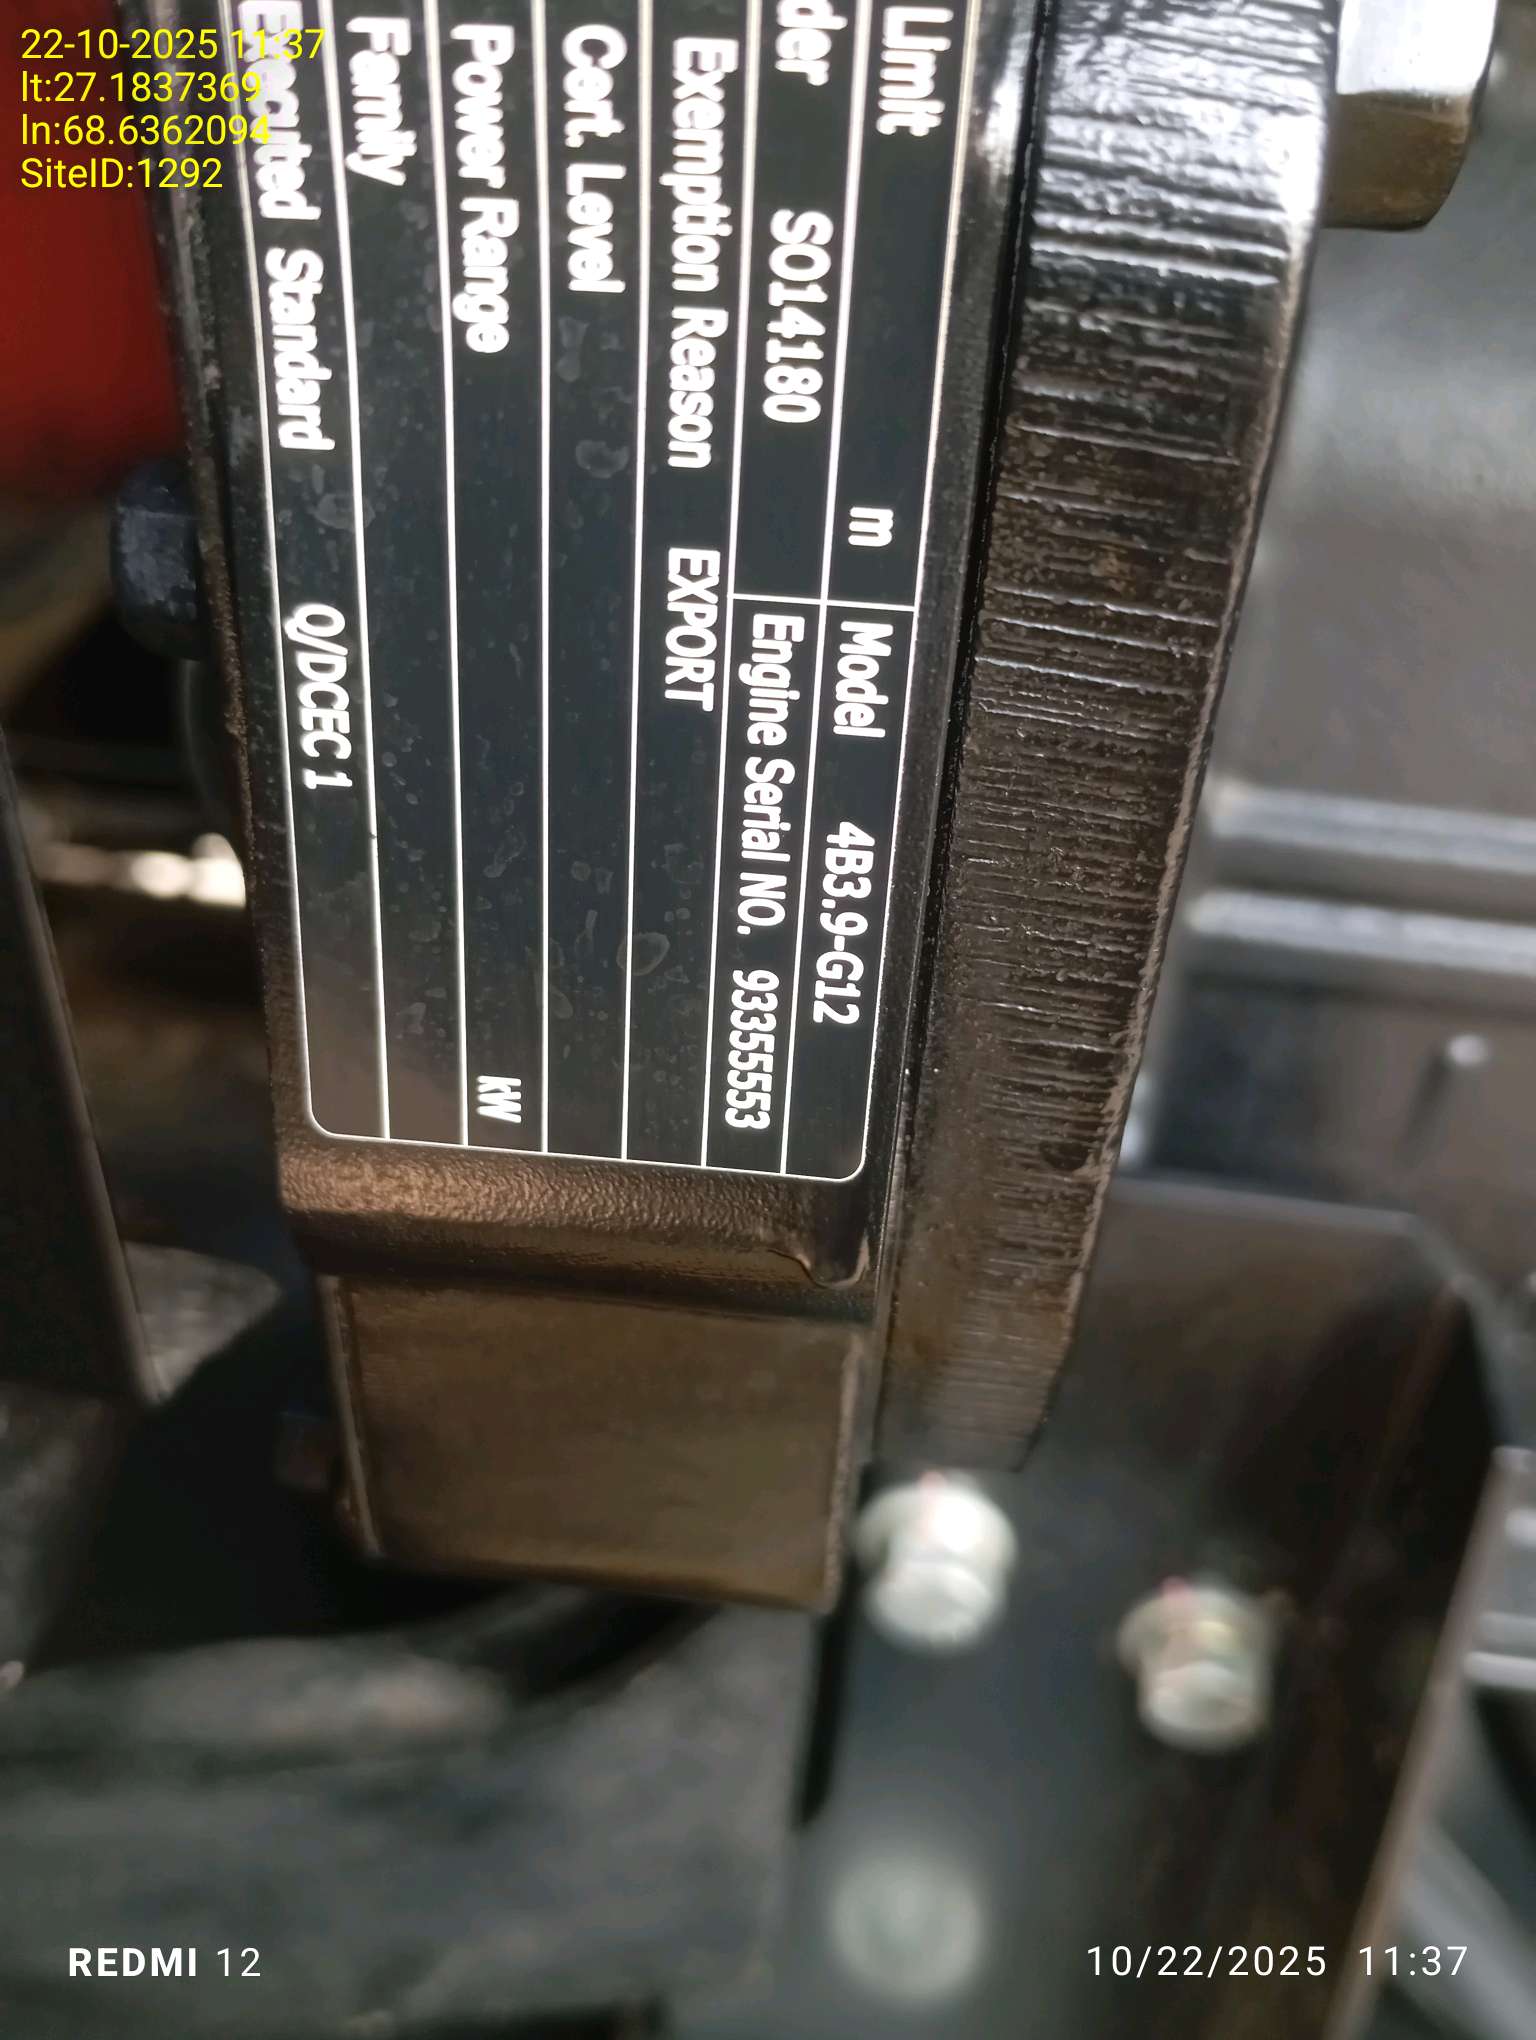 22-10-2025 11:37
lt:27.1837369
ln:68.6362094
SiteID:1292
Limit m Model 4B3.9-G12
der SO14180 Engine Serial NO. 93355553
Exemption Reason EXPORT
Cert. Level
Power Range kW
Family
Standard Q/DCEC 1
REDMI 12
10/22/2025 11:37